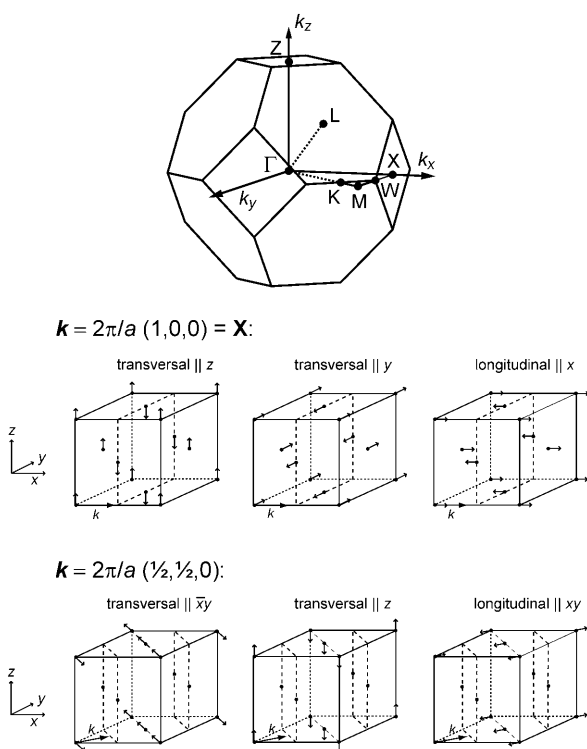 k_z
Z
L
Γ
X
k_x
K
W
M
k_y
k = 2π/a (1,0,0) = X:
transversal || z
transversal || y
longitudinal || x
z
y
x
k
k
k
k = 2π/a (½,½,0):
transversal || x̅y
transversal || z
longitudinal || xy
z
y
x
k
k
k